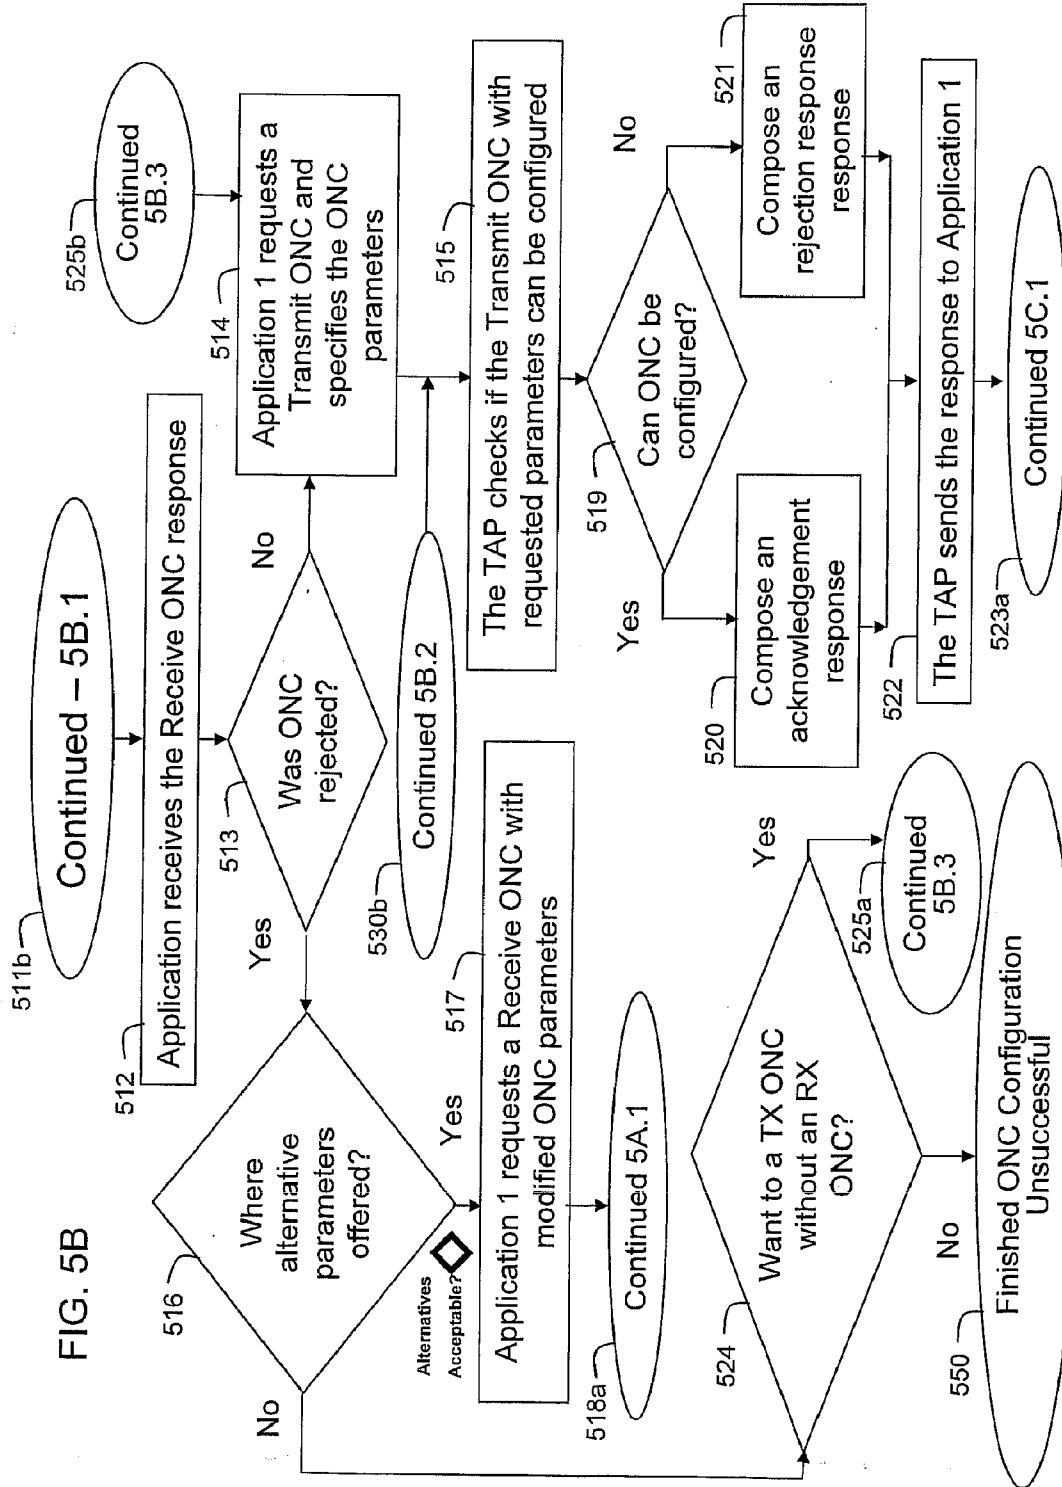 FIG. 5B
511b
Continued – 5B.1
512
Application receives the Receive ONC response
513
Was ONC
rejected?
Yes
No
516
Where
alternative
parameters
offered?
No
Yes
Alternatives
Acceptable?
517
Application 1 requests a Receive ONC with
modified ONC parameters
518a
Continued 5A.1
524
Want to a TX ONC
without an RX
ONC?
Yes
525a
Continued
5B.3
No
550
Finished ONC Configuration
Unsuccessful
525b
Continued
5B.3
514
Application 1 requests a
Transmit ONC and
specifies the ONC
parameters
530b
Continued 5B.2
515
The TAP checks if the Transmit ONC with
requested parameters can be configured
519
Can ONC be
configured?
Yes
No
520
Compose an
acknowledgement
response
521
Compose an
rejection response
response
522
The TAP sends the response to Application 1
523a
Continued 5C.1